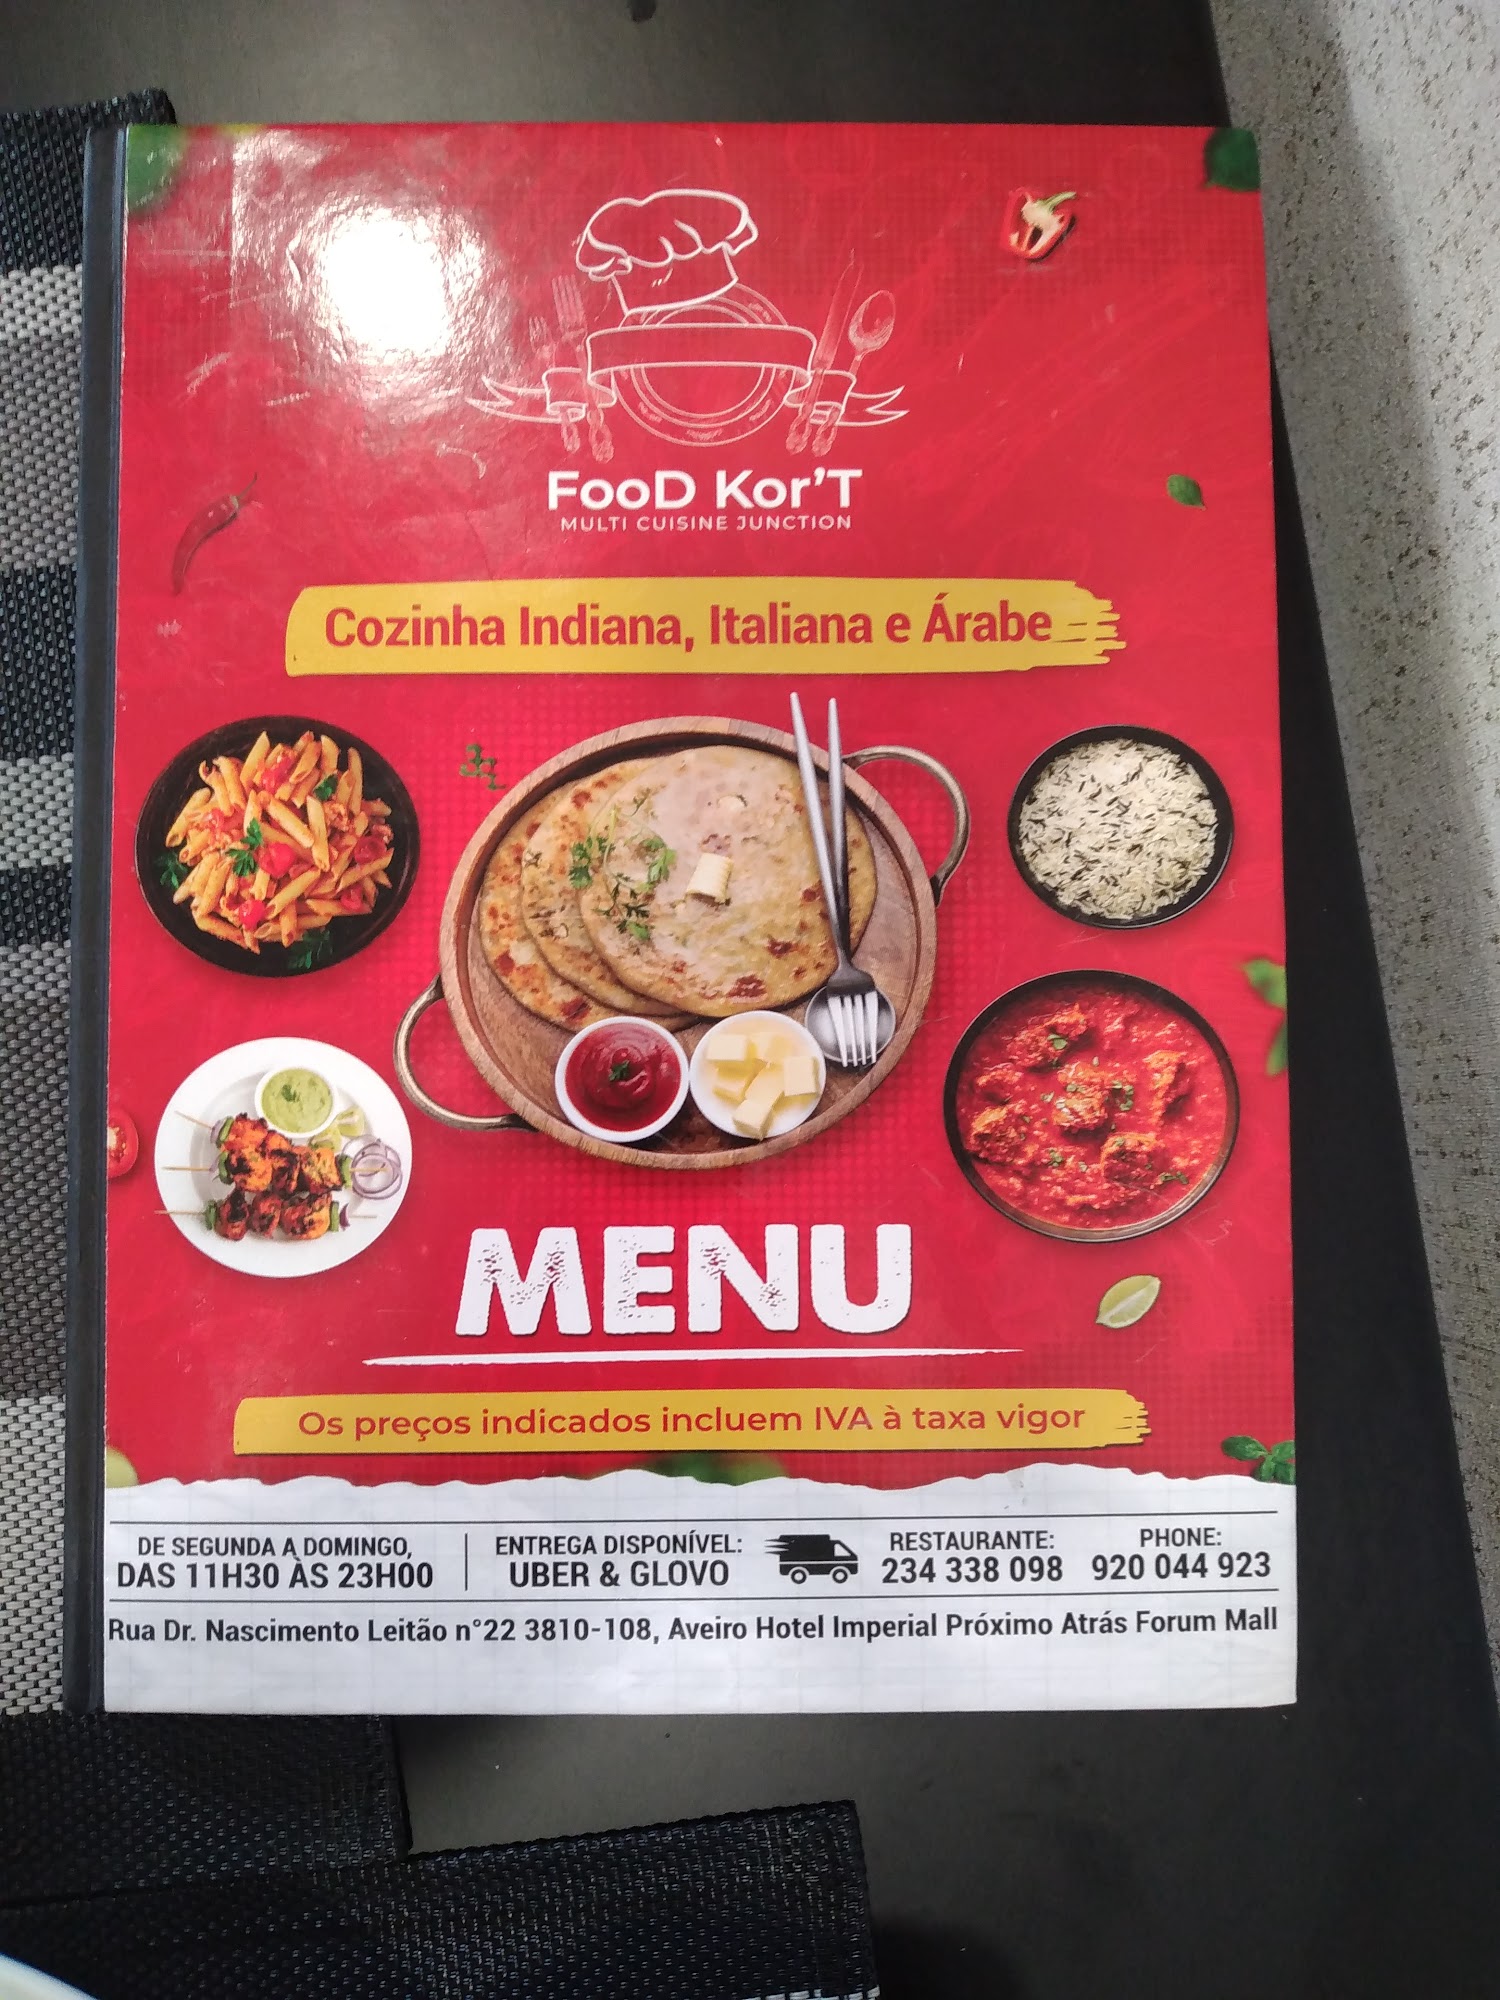 FooD Kor'T
MULTI CUISINE JUNCTION
Cozinha Indiana, Italiana e Árabe
MENU
Os preços indicados incluem IVA à taxa vigor
DE SEGUNDA A DOMINGO,
DAS 11H30 ÀS 23H00
ENTREGA DISPONÍVEL:
UBER & GLOVO
RESTAURANTE:
234 338 098
PHONE:
920 044 923
Rua Dr. Nascimento Leitão n°22 3810-108, Aveiro Hotel Imperial Próximo Atrás Forum Mall